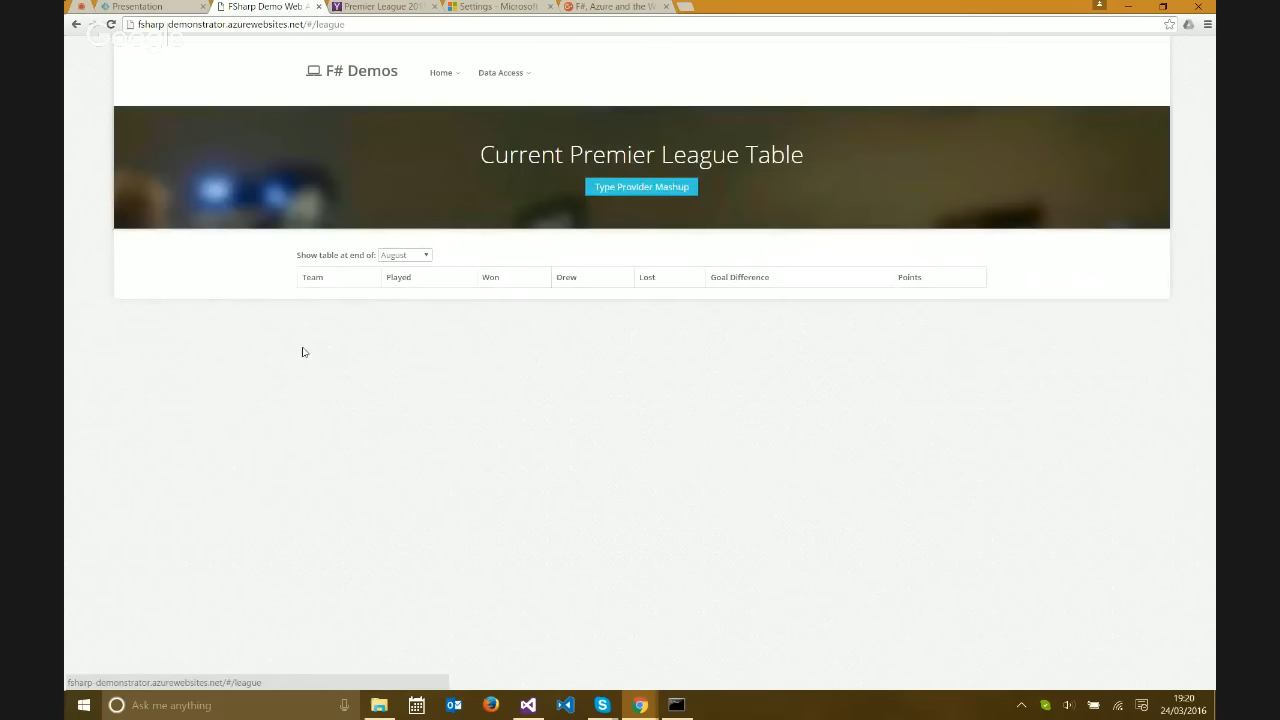 Presentation
FSharp Demo Web A
Premier League 201
Settings - Microsoft
F#, Azure and the W
fsharp-demonstrator.azurewebsites.net/#/league
Google
F# Demos
Home
Data Access
Current Premier League Table
Type Provider Mashup
Show table at end of: August
Team Played Won Drew Lost Goal Difference Points
fsharp-demonstrator.azurewebsites.net/#/league
Ask me anything
19:20
24/03/2016